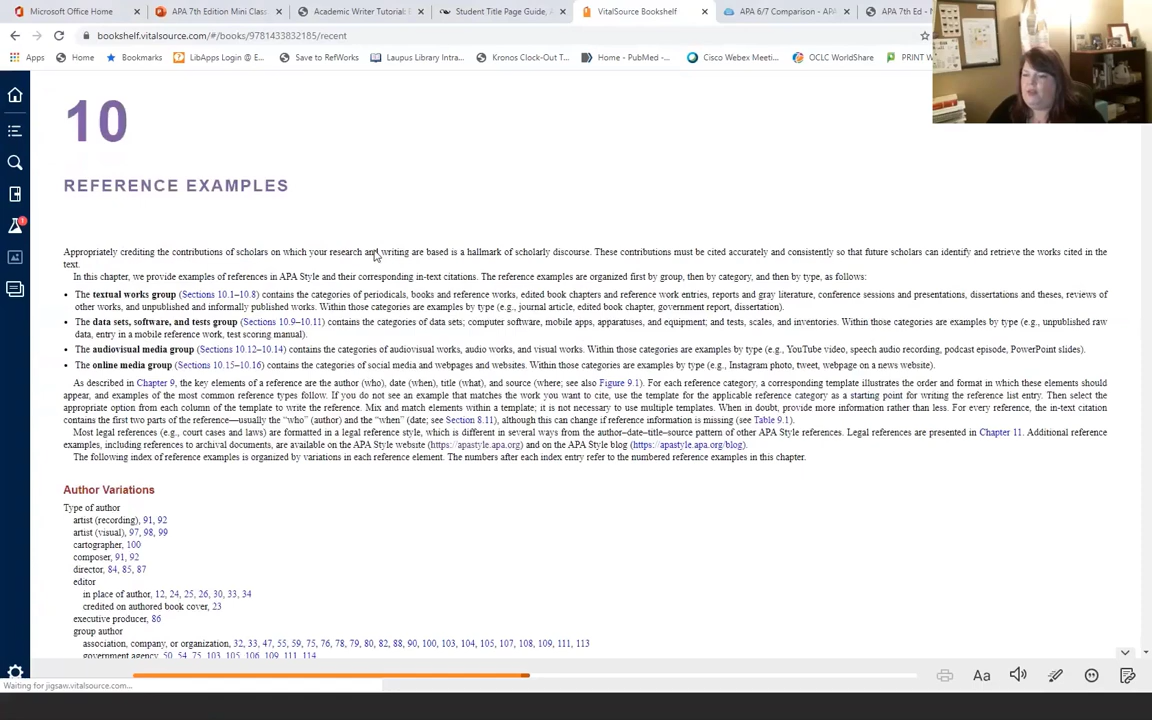 Microsoft Office Home
APA 7th Edition Mini Class
Academic Writer Tutorial:
Student Title Page Guide,
VitalSource Bookshelf
APA 6/7 Comparison - APA
APA 7th Ed - N
bookshelf.vitalsource.com/#/books/9781433832185/recent
Apps
Home
Bookmarks
LibApps Login @ E...
Save to RefWorks
Laupus Library Intra...
Kronos Clock-Out T...
Home - PubMed -...
Cisco Webex Meeti...
OCLC WorldShare
PRINT W
10
REFERENCE EXAMPLES
Appropriately crediting the contributions of scholars on which your research and writing are based is a hallmark of scholarly discourse. These contributions must be cited accurately and consistently so that future scholars can identify and retrieve the works cited in the
text.
In this chapter, we provide examples of references in APA Style and their corresponding in-text citations. The reference examples are organized first by group, then by category, and then by type, as follows:
• The textual works group (Sections 10.1–10.8) contains the categories of periodicals, books and reference works, edited book chapters and reference work entries, reports and gray literature, conference sessions and presentations, dissertations and theses, reviews of
other works, and unpublished and informally published works. Within those categories are examples by type (e.g., journal article, edited book chapter, government report, dissertation).
• The data sets, software, and tests group (Sections 10.9–10.11) contains the categories of data sets; computer software, mobile apps, apparatuses, and equipment; and tests, scales, and inventories. Within those categories are examples by type (e.g., unpublished raw
data, entry in a mobile reference work, test scoring manual).
• The audiovisual media group (Sections 10.12–10.14) contains the categories of audiovisual works, audio works, and visual works. Within those categories are examples by type (e.g., YouTube video, speech audio recording, podcast episode, PowerPoint slides).
• The online media group (Sections 10.15–10.16) contains the categories of social media and webpages and websites. Within those categories are examples by type (e.g., Instagram photo, tweet, webpage on a news website).
As described in Chapter 9, the key elements of a reference are the author (who), date (when), title (what), and source (where; see also Figure 9.1). For each reference category, a corresponding template illustrates the order and format in which these elements should
appear, and examples of the most common reference types follow. If you do not see an example that matches the work you want to cite, use the template for the applicable reference category as a starting point for writing the reference list entry. Then select the
appropriate option from each column of the template to write the reference. Mix and match elements within a template; it is not necessary to use multiple templates. When in doubt, provide more information rather than less. For every reference, the in-text citation
contains the first two parts of the reference—usually the “who” (author) and the “when” (date; see Section 8.11), although this can change if reference information is missing (see Table 9.1).
Most legal references (e.g., court cases and laws) are formatted in a legal reference style, which is different in several ways from the author–date–title–source pattern of other APA Style references. Legal references are presented in Chapter 11. Additional reference
examples, including references to archival documents, are available on the APA Style website (https://apastyle.apa.org) and on the APA Style blog (https://apastyle.apa.org/blog).
The following index of reference examples is organized by variations in each reference element. The numbers after each index entry refer to the numbered reference examples in this chapter.
Author Variations
Type of author
artist (recording), 91, 92
artist (visual), 97, 98, 99
cartographer, 100
composer, 91, 92
director, 84, 85, 87
editor
in place of author, 12, 24, 25, 26, 30, 33, 34
credited on authored book cover, 23
executive producer, 86
group author
association, company, or organization, 32, 33, 47, 55, 59, 75, 76, 78, 79, 80, 82, 88, 90, 100, 103, 104, 105, 107, 108, 109, 111, 113
government agency, 50, 54, 75, 103, 105, 106, 109, 111, 114
Waiting for jigsaw.vitalsource.com...
Aa